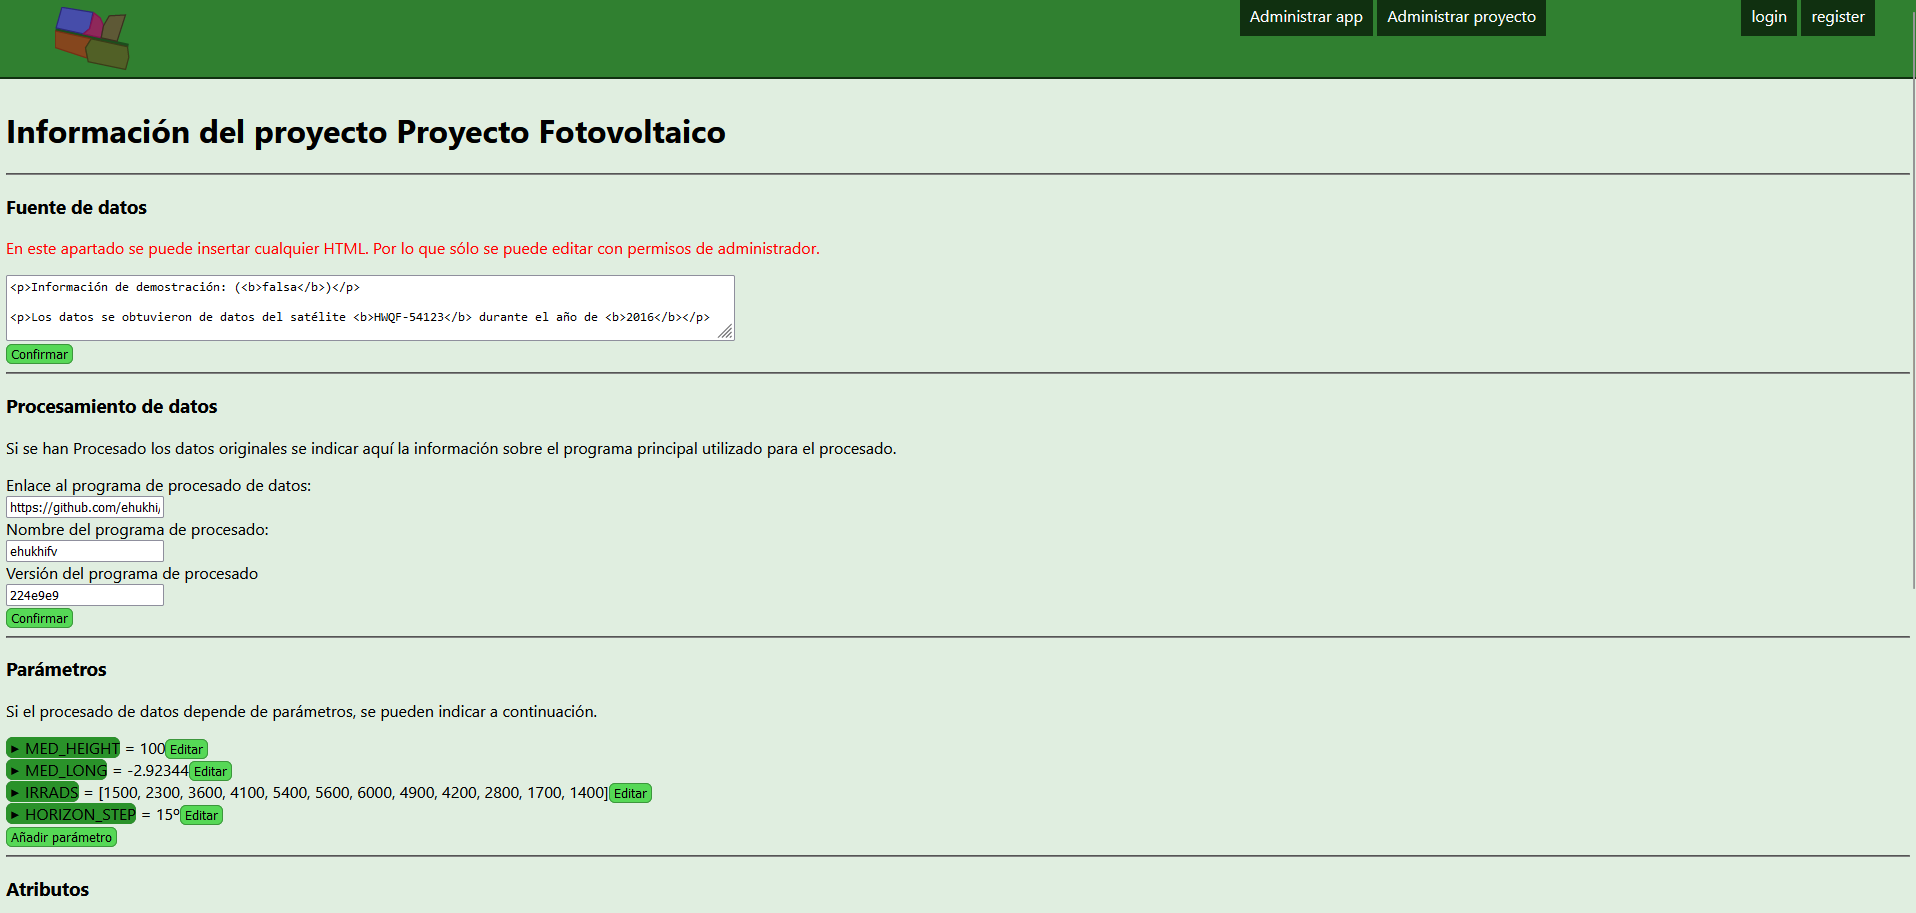 Administrar app Administrar proyecto login register
Información del proyecto Proyecto Fotovoltaico
Fuente de datos
En este apartado se puede insertar cualquier HTML. Por lo que sólo se puede editar con permisos de administrador.
<p>Información de demostración: (<b>falsa</b>)</p>
<p>Los datos se obtuvieron de datos del satélite <b>HWQF-54123</b> durante el año de <b>2016</b></p>
Confirmar
Procesamiento de datos
Si se han Procesado los datos originales se indicar aquí la información sobre el programa principal utilizado para el procesado.
Enlace al programa de procesado de datos:
https://github.com/ehukhi/
Nombre del programa de procesado:
ehukhifv
Versión del programa de procesado
224e9e9
Confirmar
Parámetros
Si el procesado de datos depende de parámetros, se pueden indicar a continuación.
▸ MED_HEIGHT = 100 Editar
▸ MED_LONG = -2.92344 Editar
▸ IRRADS = [1500, 2300, 3600, 4100, 5400, 5600, 6000, 4900, 4200, 2800, 1700, 1400] Editar
▸ HORIZON_STEP = 15º Editar
Añadir parámetro
Atributos